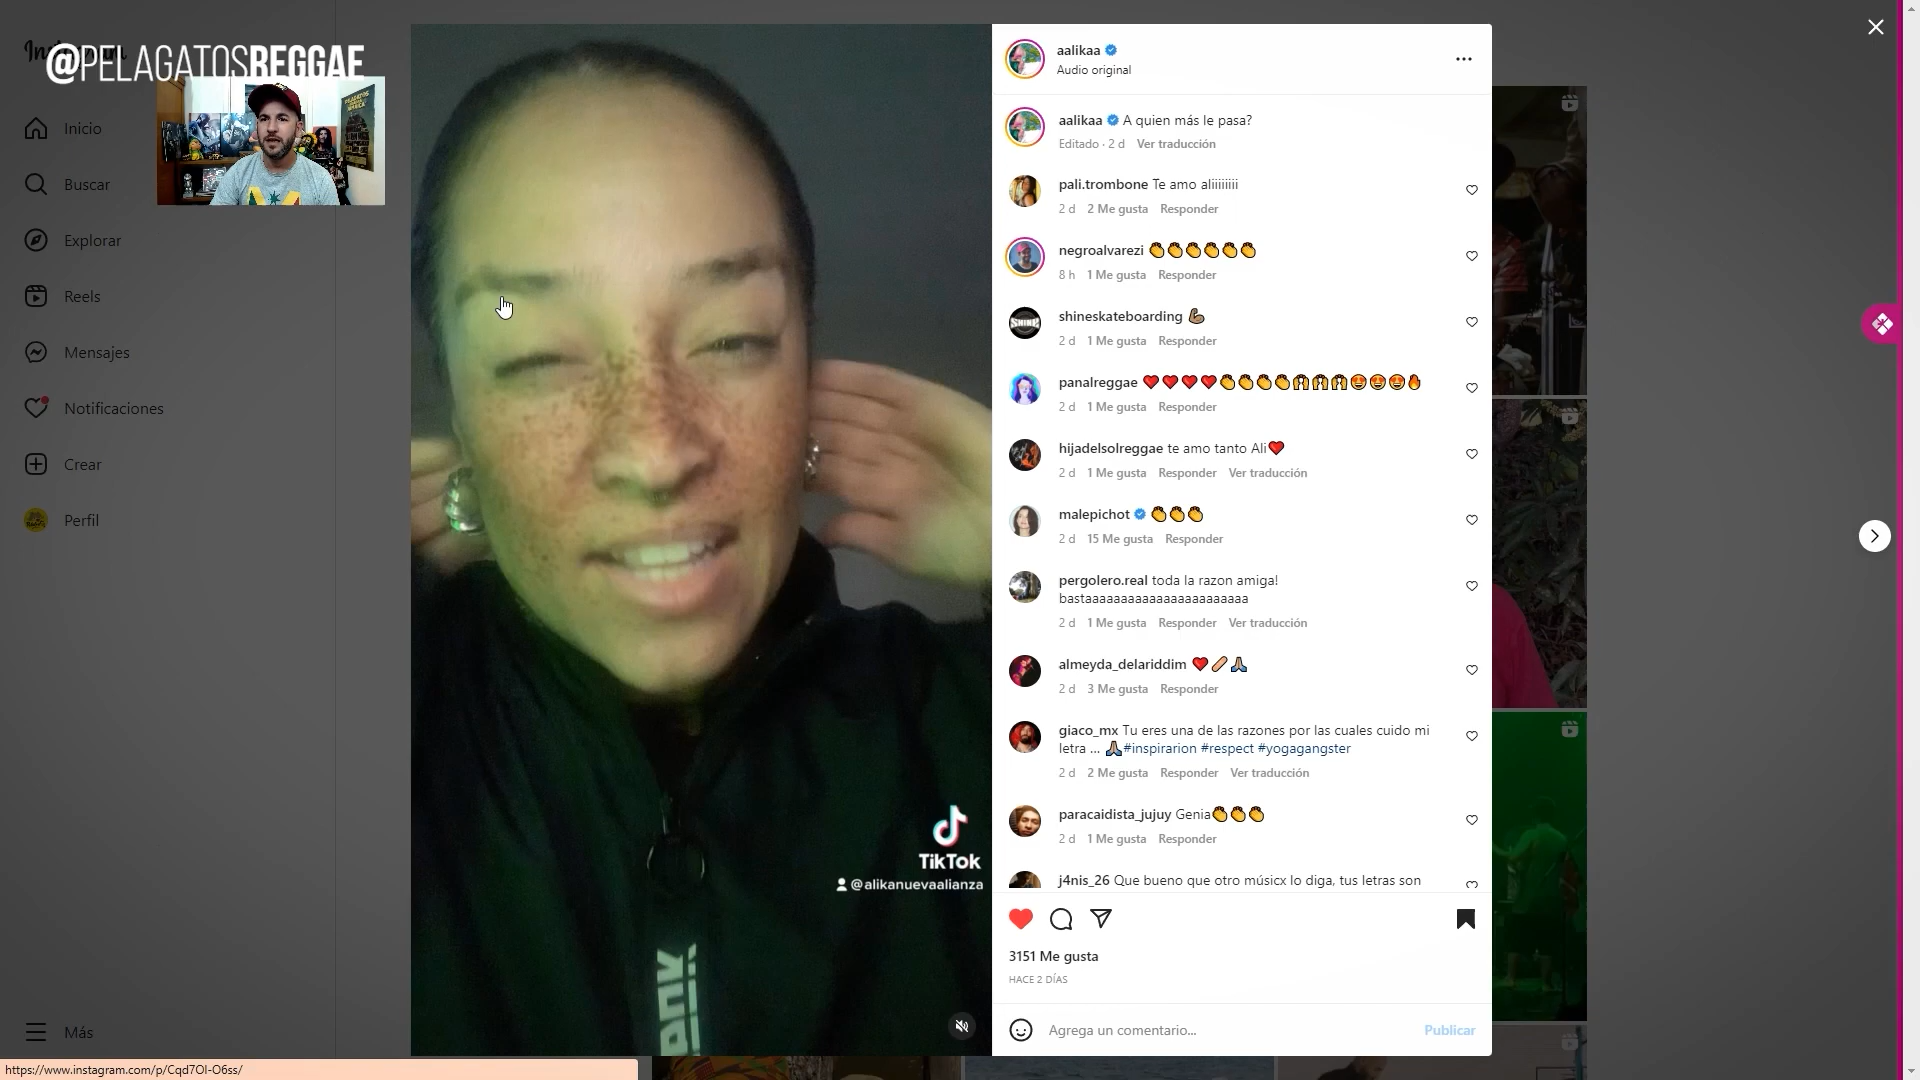 @PELAGATOSREGGAE
Inicio
Buscar
Explorar
Reels
Mensajes
Notificaciones
Crear
Perfil
Más
https://www.instagram.com/p/Cqd7OI-O6ss/
TikTok
@alikanuevaalianza
aalikaa
Audio original
aalikaa A quien más le pasa?
Editado · 2 d Ver traducción
pali.trombone Te amo aliiiiiiii
2 d 2 Me gusta Responder
negroalvarezi 👏👏👏👏👏👏
8 h 1 Me gusta Responder
SHINE
shineskateboarding 💪🏽
2 d 1 Me gusta Responder
panalreggae ❤️❤️❤️❤️👏👏👏👏🙌🙌🙌😍😍😍🔥
2 d 1 Me gusta Responder
hijadelsolreggae te amo tanto Ali❤️
2 d 1 Me gusta Responder Ver traducción
malepichot 👏👏👏
2 d 15 Me gusta Responder
pergolero.real toda la razon amiga!
bastaaaaaaaaaaaaaaaaaaaaaaa
2 d 1 Me gusta Responder Ver traducción
almeyda_delariddim ❤️🩹🙏🏽
2 d 3 Me gusta Responder
giaco_mx Tu eres una de las razones por las cuales cuido mi
letra ... 🙏🏽#inspirarion #respect #yogagangster
2 d 2 Me gusta Responder Ver traducción
paracaidista_jujuy Genia👏👏👏
2 d 1 Me gusta Responder
j4nis_26 Que bueno que otro músicx lo diga, tus letras son
3151 Me gusta
HACE 2 DÍAS
Agrega un comentario...
Publicar